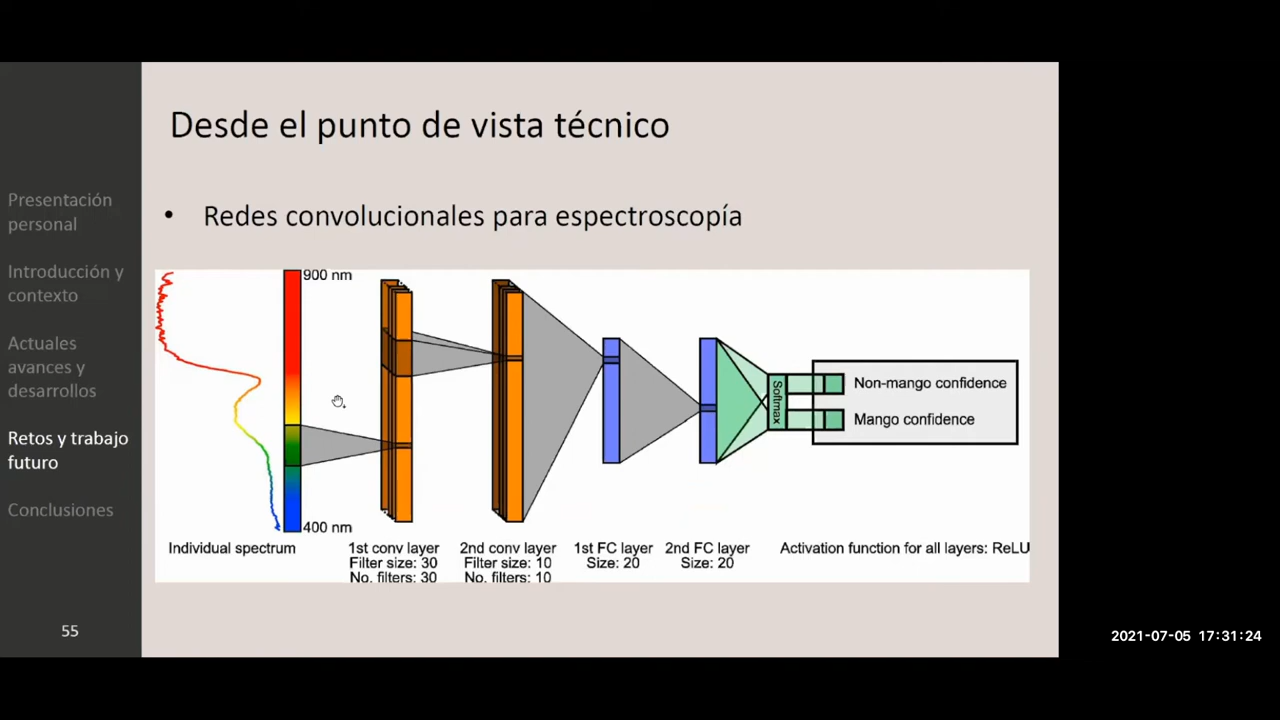 Desde el punto de vista técnico
Presentación
personal
Introducción y
contexto
Actuales
avances y
desarrollos
Retos y trabajo
futuro
Conclusiones
55
• Redes convolucionales para espectroscopía
900 nm
400 nm
Softmax
Non-mango confidence
Mango confidence
Individual spectrum
1st conv layer
Filter size: 30
No. filters: 30
2nd conv layer
Filter size: 10
No. filters: 10
1st FC layer
Size: 20
2nd FC layer
Size: 20
Activation function for all layers: ReLU
2021-07-05 17:31:24